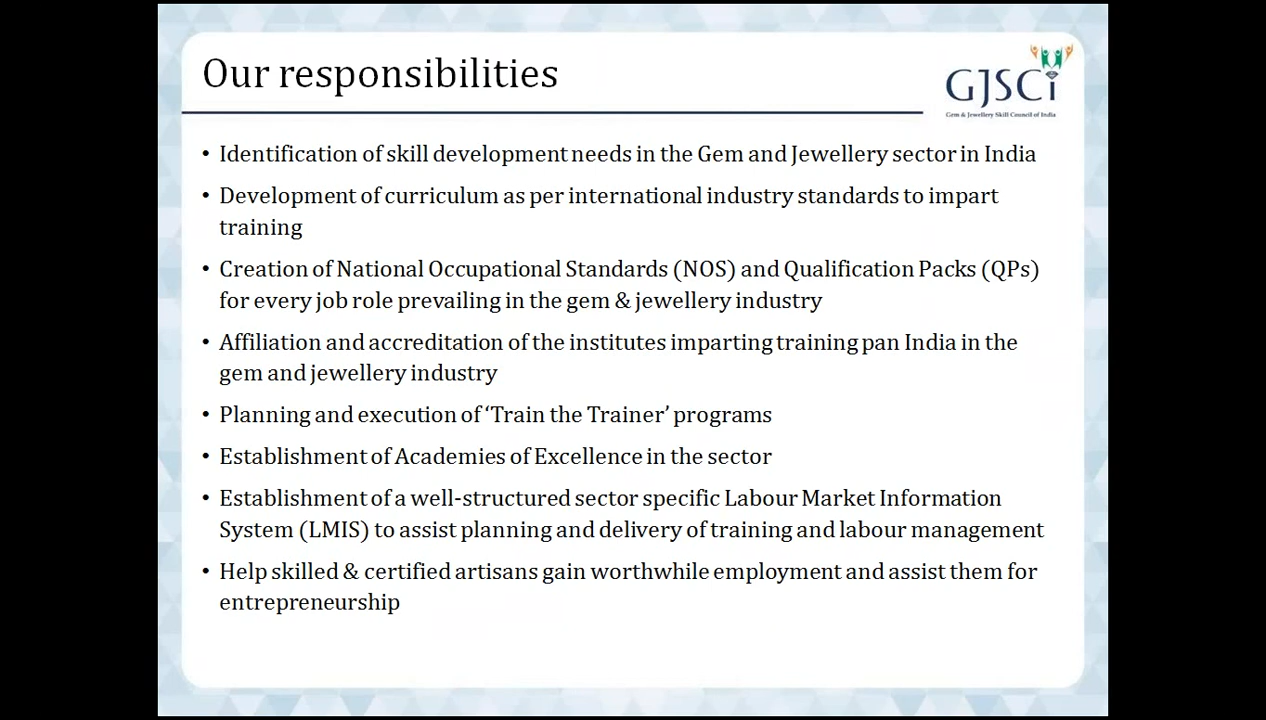 Our responsibilities
GJSCi
Gem & Jewellery Skill Council of India
• Identification of skill development needs in the Gem and Jewellery sector in India
• Development of curriculum as per international industry standards to impart
training
• Creation of National Occupational Standards (NOS) and Qualification Packs (QPs)
for every job role prevailing in the gem & jewellery industry
• Affiliation and accreditation of the institutes imparting training pan India in the
gem and jewellery industry
• Planning and execution of ‘Train the Trainer’ programs
• Establishment of Academies of Excellence in the sector
• Establishment of a well-structured sector specific Labour Market Information
System (LMIS) to assist planning and delivery of training and labour management
• Help skilled & certified artisans gain worthwhile employment and assist them for
entrepreneurship